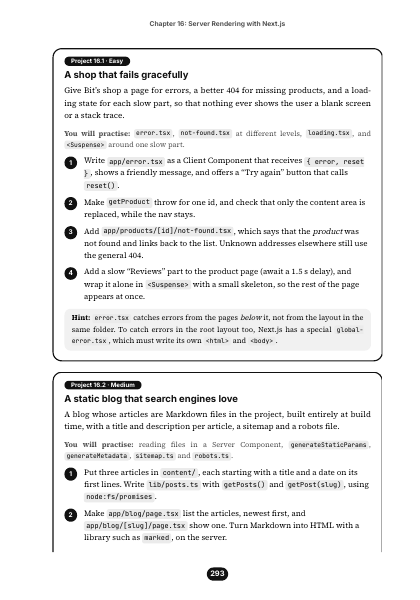 Chapter 16: Server Rendering with Next.js
Project 16.1 · Easy
A shop that fails gracefully
Give Bit's shop a page for errors, a better 404 for missing products, and a load-
ing state for each slow part, so that nothing ever shows the user a blank screen
or a stack trace.
You will practise: error.tsx, not-found.tsx at different levels, loading.tsx, and
<Suspense> around one slow part.
1 Write app/error.tsx as a Client Component that receives { error, reset
}, shows a friendly message, and offers a “Try again” button that calls
reset().
2 Make getProduct throw for one id, and check that only the content area is
replaced, while the nav stays.
3 Add app/products/[id]/not-found.tsx, which says that the product was
not found and links back to the list. Unknown addresses elsewhere still use
the general 404.
4 Add a slow “Reviews” part to the product page (await a 1.5 s delay), and
wrap it alone in <Suspense> with a small skeleton, so the rest of the page
appears at once.
Hint: error.tsx catches errors from the pages below it, not from the layout in the
same folder. To catch errors in the root layout too, Next.js has a special global-
error.tsx, which must write its own <html> and <body>.
Project 16.2 · Medium
A static blog that search engines love
A blog whose articles are Markdown files in the project, built entirely at build
time, with a title and description per article, a sitemap and a robots file.
You will practise: reading files in a Server Component, generateStaticParams,
generateMetadata, sitemap.ts and robots.ts.
1 Put three articles in content/, each starting with a title and a date on its
first lines. Write lib/posts.ts with getPosts() and getPost(slug), using
node:fs/promises.
2 Make app/blog/page.tsx list the articles, newest first, and
app/blog/[slug]/page.tsx show one. Turn Markdown into HTML with a
library such as marked, on the server.
293